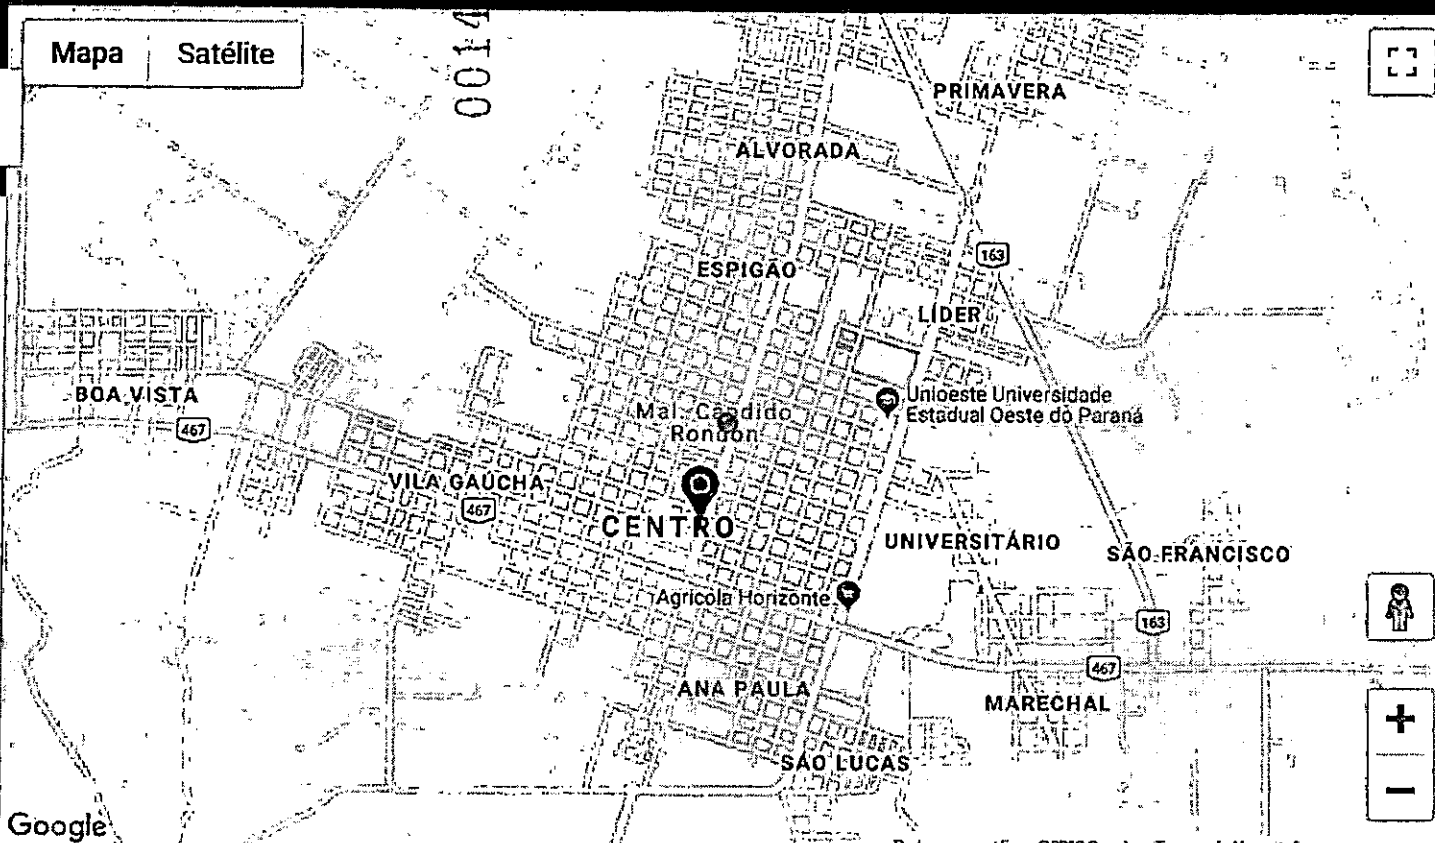 Mapa
Satélite
0014
PRIMAVERA
ALVORADA
163
ESPIGÃO
LÍDER
BOA VISTA
467
Mal. Cândido
Rondon
Unioeste Universidade
Estadual Oeste do Paraná
VILA GAÚCHA
467
CENTRO
UNIVERSITÁRIO
SÃO FRANCISCO
Agrícola Horizonte
163
467
ANA PAULA
MARECHAL
SÃO LUCAS
Google